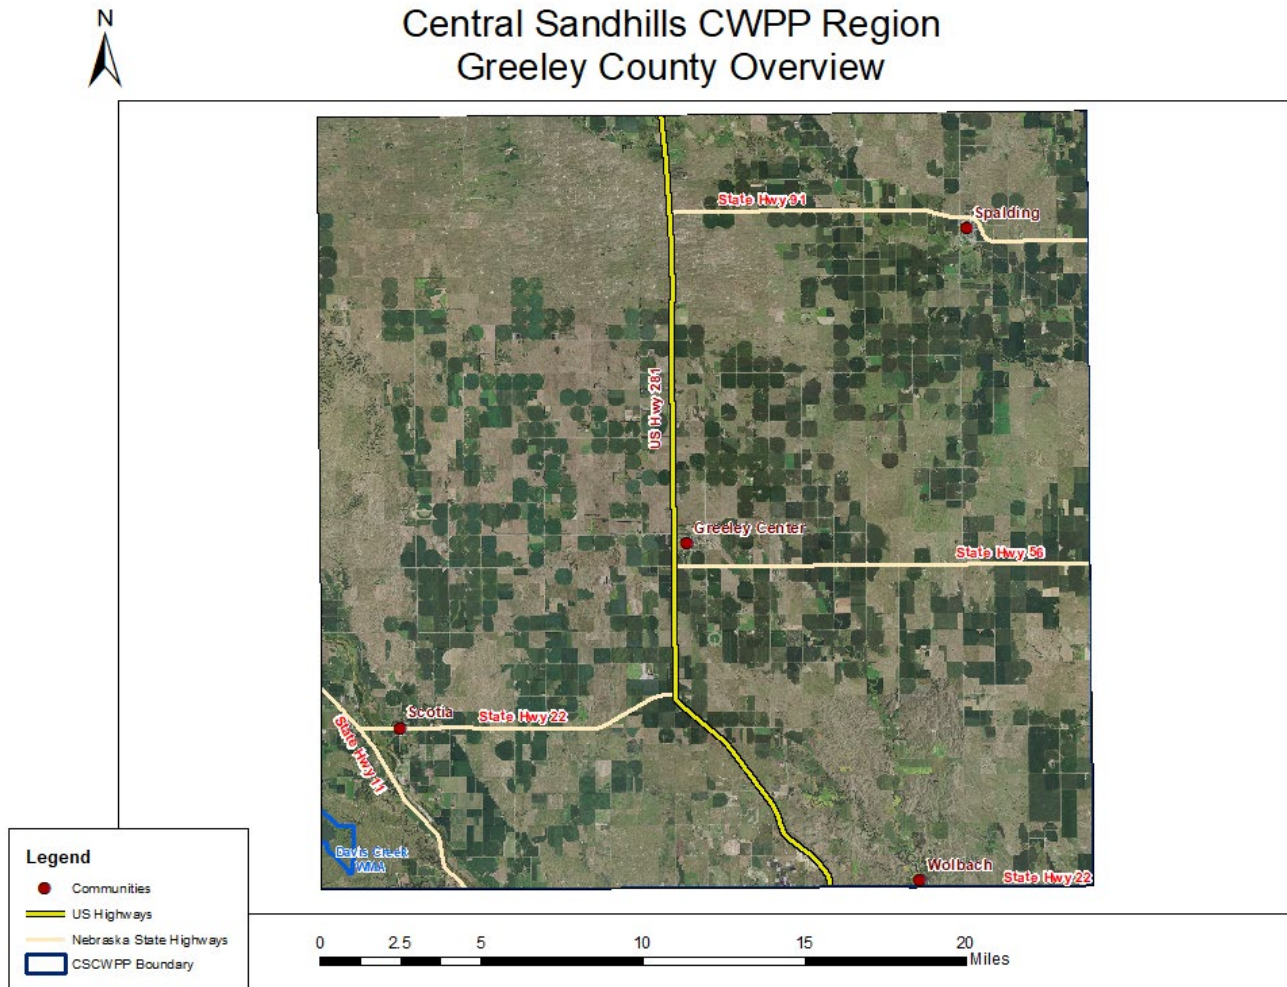 N
Central Sandhills CWPP Region
Greeley County Overview
State Hwy 91
Spalding
US Hwy 281
Greeley Center
State Hwy 56
Scotia
State Hwy 22
State Hwy 11
Davis Creek
WMA
Wolbach
State Hwy 22
Legend
Communities
US Highways
Nebraska State Highways
CSCWPP Boundary
0 2.5 5 10 15 20
Miles